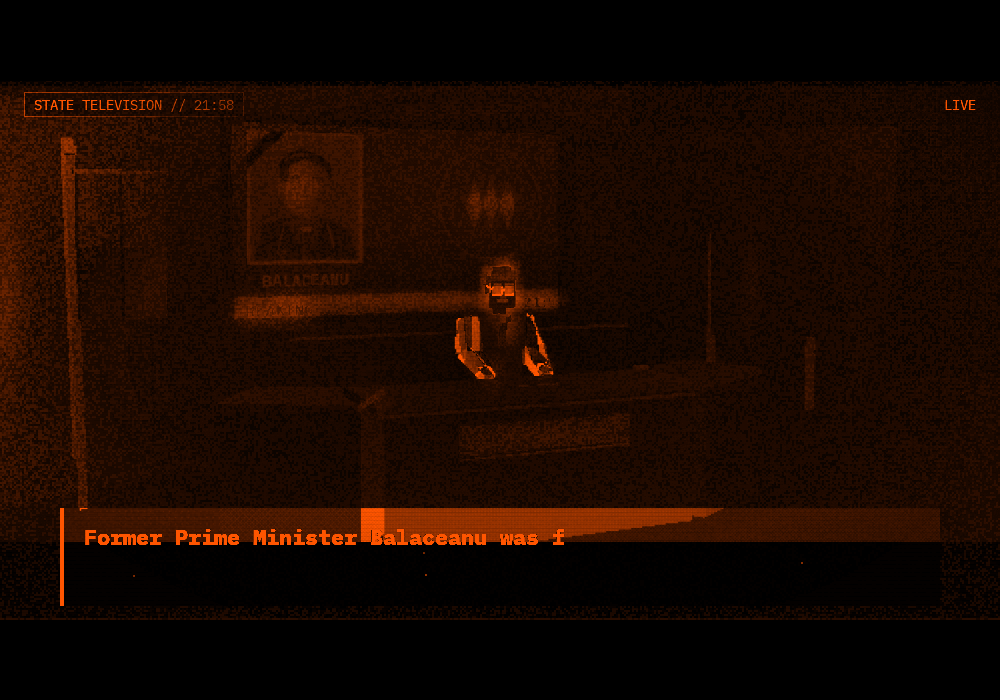 STATE TELEVISION // 21:58
LIVE
BALACEANU
Former Prime Minister Balaceanu was f